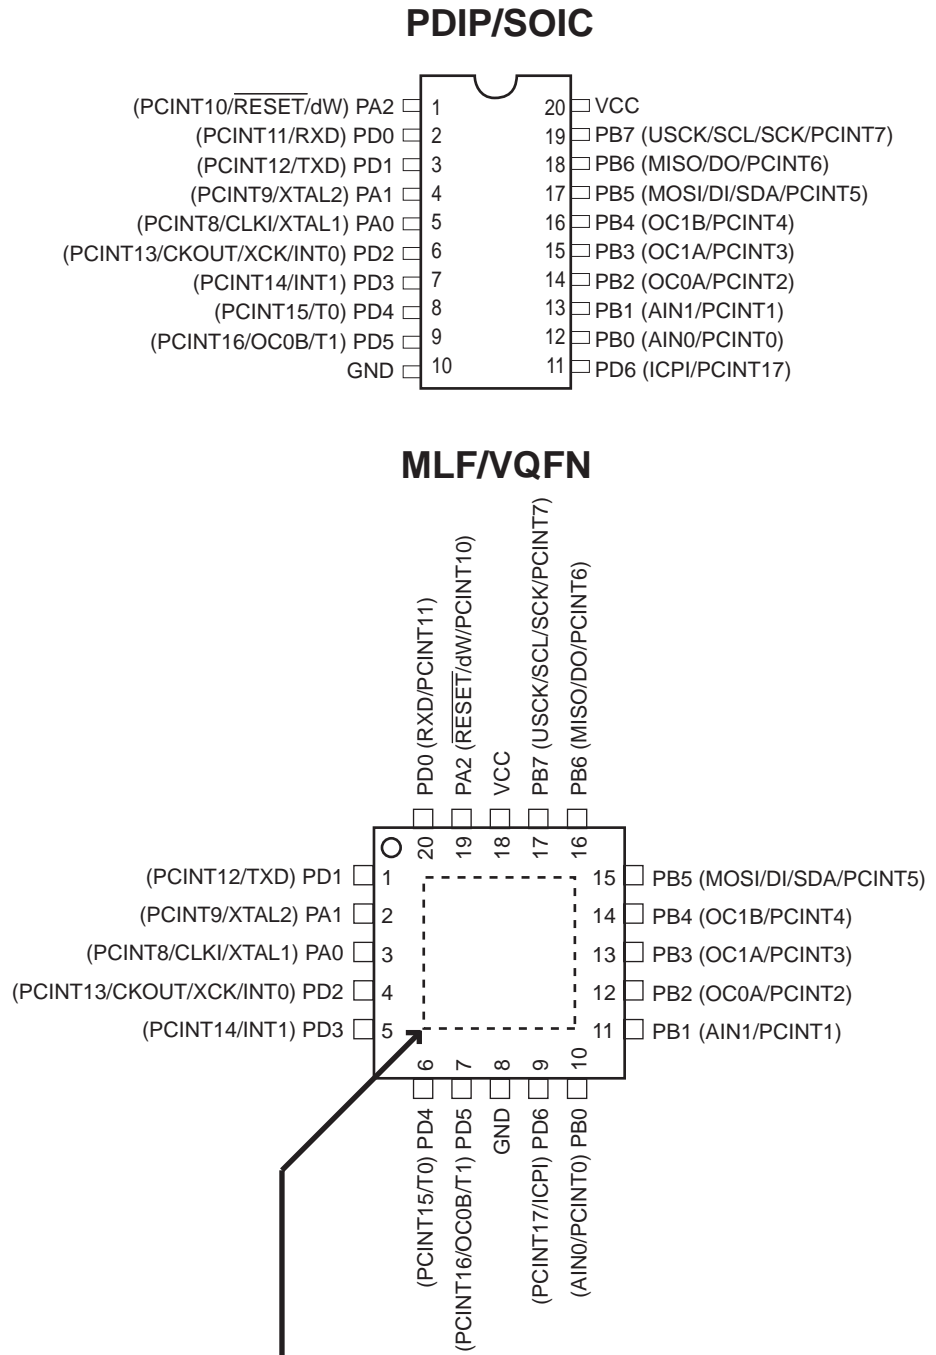 PDIP/SOIC
(PCINT10/RESET/dW) PA2 1 20 VCC
(PCINT11/RXD) PD0 2 19 PB7 (USCK/SCL/SCK/PCINT7)
(PCINT12/TXD) PD1 3 18 PB6 (MISO/DO/PCINT6)
(PCINT9/XTAL2) PA1 4 17 PB5 (MOSI/DI/SDA/PCINT5)
(PCINT8/CLKI/XTAL1) PA0 5 16 PB4 (OC1B/PCINT4)
(PCINT13/CKOUT/XCK/INT0) PD2 6 15 PB3 (OC1A/PCINT3)
(PCINT14/INT1) PD3 7 14 PB2 (OC0A/PCINT2)
(PCINT15/T0) PD4 8 13 PB1 (AIN1/PCINT1)
(PCINT16/OC0B/T1) PD5 9 12 PB0 (AIN0/PCINT0)
GND 10 11 PD6 (ICPI/PCINT17)
MLF/VQFN
PD0 (RXD/PCINT11)
PA2 (RESET/dW/PCINT10)
VCC
PB7 (USCK/SCL/SCK/PCINT7)
PB6 (MISO/DO/PCINT6)
20 19 18 17 16
(PCINT12/TXD) PD1 1 15 PB5 (MOSI/DI/SDA/PCINT5)
(PCINT9/XTAL2) PA1 2 14 PB4 (OC1B/PCINT4)
(PCINT8/CLKI/XTAL1) PA0 3 13 PB3 (OC1A/PCINT3)
(PCINT13/CKOUT/XCK/INT0) PD2 4 12 PB2 (OC0A/PCINT2)
(PCINT14/INT1) PD3 5 11 PB1 (AIN1/PCINT1)
6 7 8 9 10
(PCINT15/T0) PD4
(PCINT16/OC0B/T1) PD5
GND
(PCINT17/ICPI) PD6
(AIN0/PCINT0) PB0